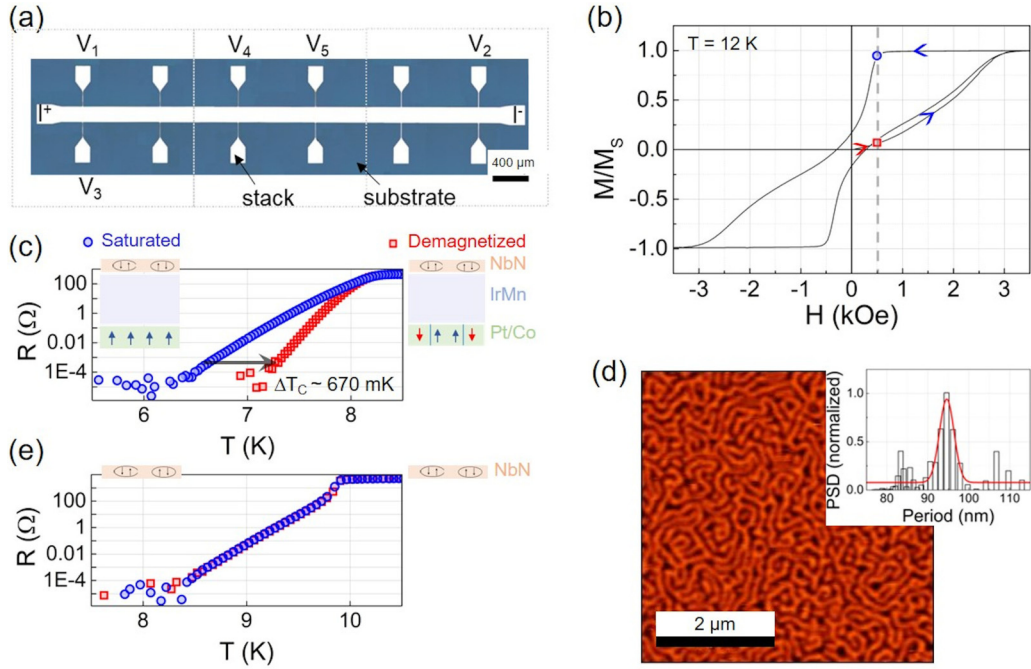 (a)
V1
V4
V5
V2
I+
I-
V3
stack
substrate
400 µm
(b)
T = 12 K
M/MS
1.0
0.5
0.0
-0.5
-1.0
-3
-2
-1
0
1
2
3
H (kOe)
(c)
Saturated
Demagnetized
NbN
IrMn
Pt/Co
R (Ω)
100
1
0.01
1E-4
ΔTC ~ 670 mK
6
7
8
T (K)
(d)
PSD (normalized)
1.0
0.5
0.0
80
90
100
110
Period (nm)
2 µm
(e)
NbN
R (Ω)
100
1
0.01
1E-4
8
9
10
T (K)